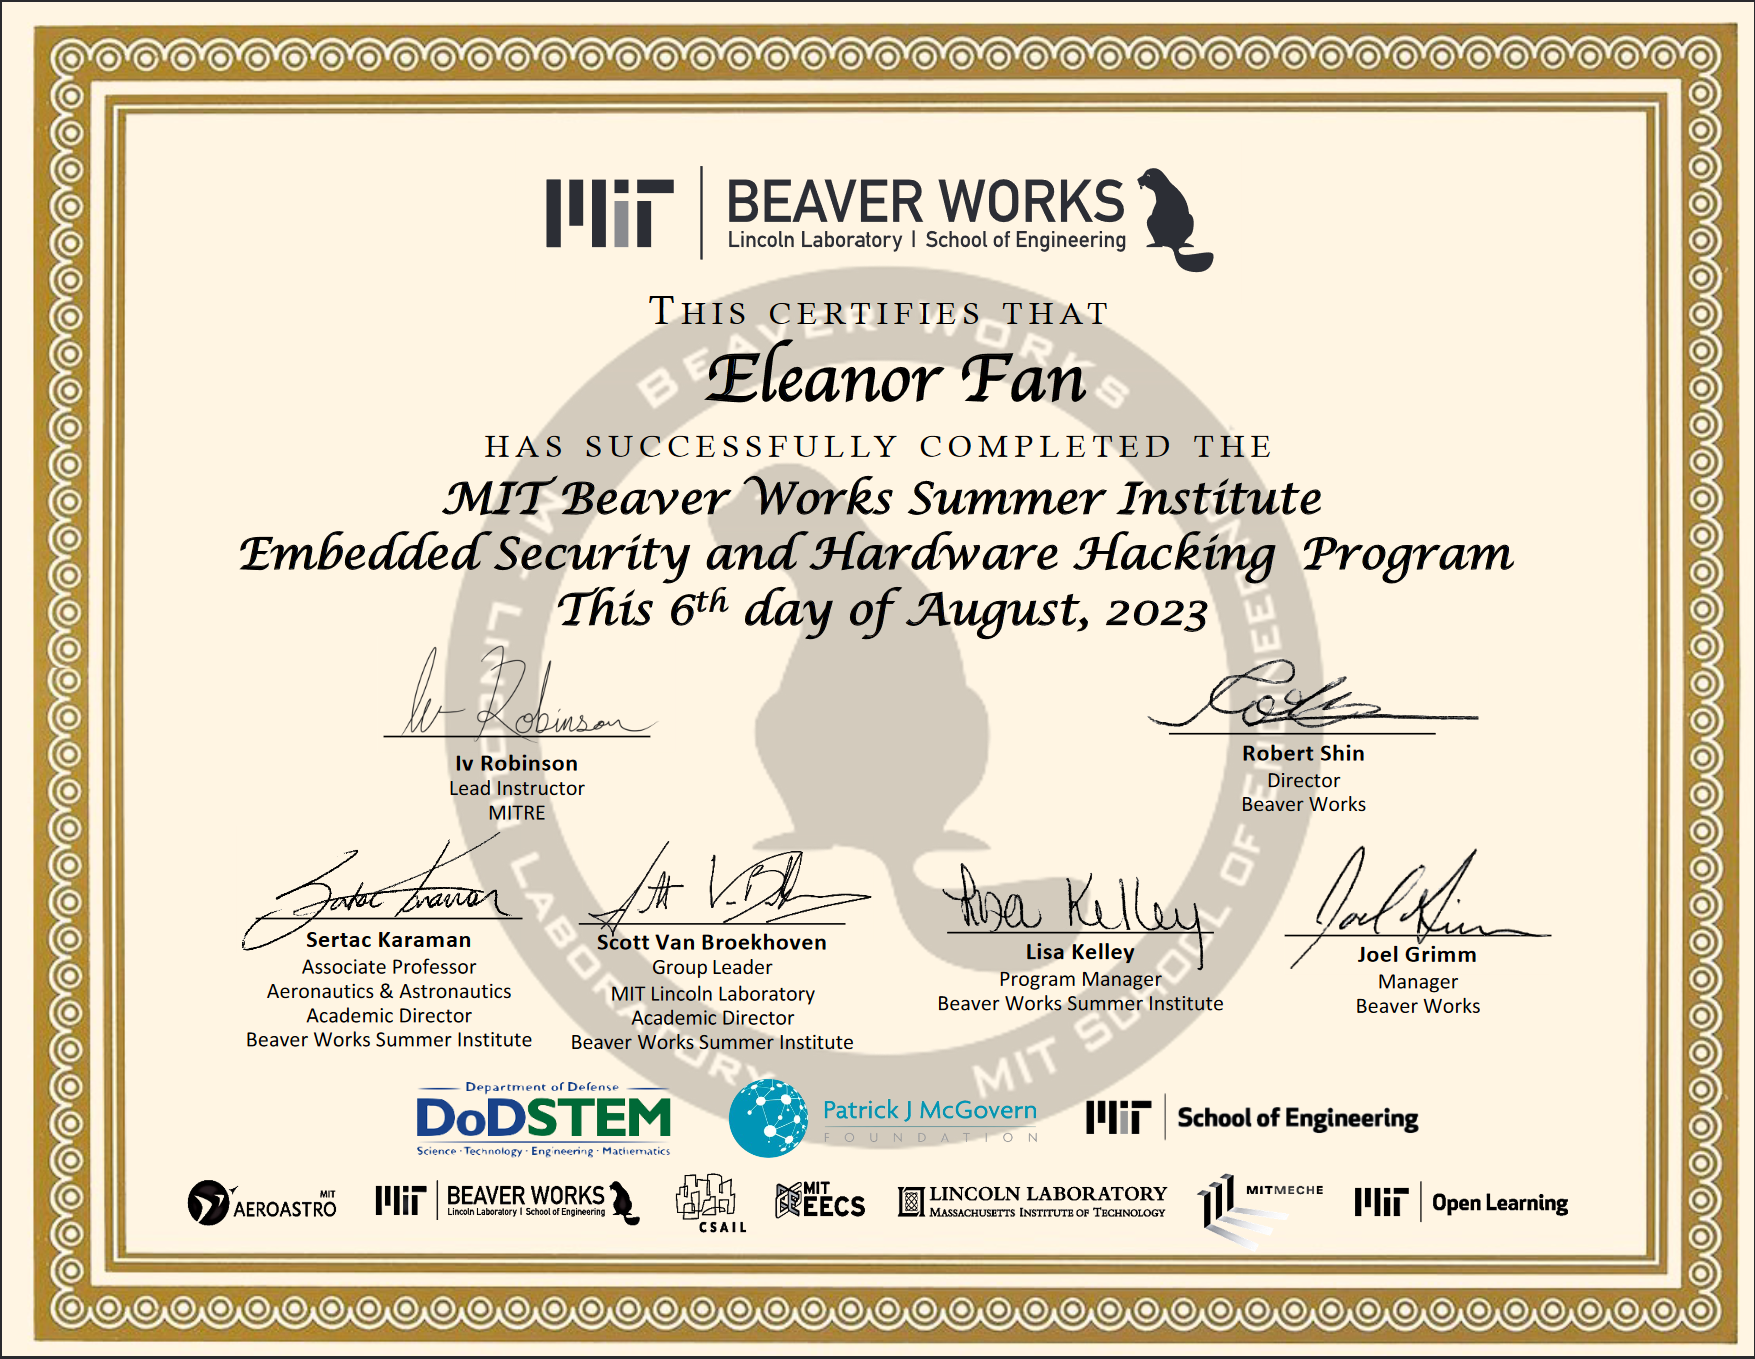 MIT BEAVER WORKS
Lincoln Laboratory | School of Engineering
THIS CERTIFIES THAT
Eleanor Fan
HAS SUCCESSFULLY COMPLETED THE
MIT Beaver Works Summer Institute
Embedded Security and Hardware Hacking Program
This 6th day of August, 2023
BEAVER WORKS
MIT LINCOLN LABORATORY
MIT SCHOOL OF ENGINEERING
Iv Robinson
Iv Robinson
Lead Instructor
MITRE
Robert Shin
Director
Beaver Works
Sertac Karaman
Associate Professor
Aeronautics & Astronautics
Academic Director
Beaver Works Summer Institute
Scott Van Broekhoven
Group Leader
MIT Lincoln Laboratory
Academic Director
Beaver Works Summer Institute
Lisa Kelley
Lisa Kelley
Program Manager
Beaver Works Summer Institute
Joel Grimm
Manager
Beaver Works
Department of Defense
DoDSTEM
Science · Technology · Engineering · Mathematics
Patrick J McGovern
FOUNDATION
MIT School of Engineering
MIT
AEROASTRO
MIT BEAVER WORKS
Lincoln Laboratory | School of Engineering
CSAIL
MIT
EECS
LINCOLN LABORATORY
MASSACHUSETTS INSTITUTE OF TECHNOLOGY
MITMECHE
MIT Open Learning